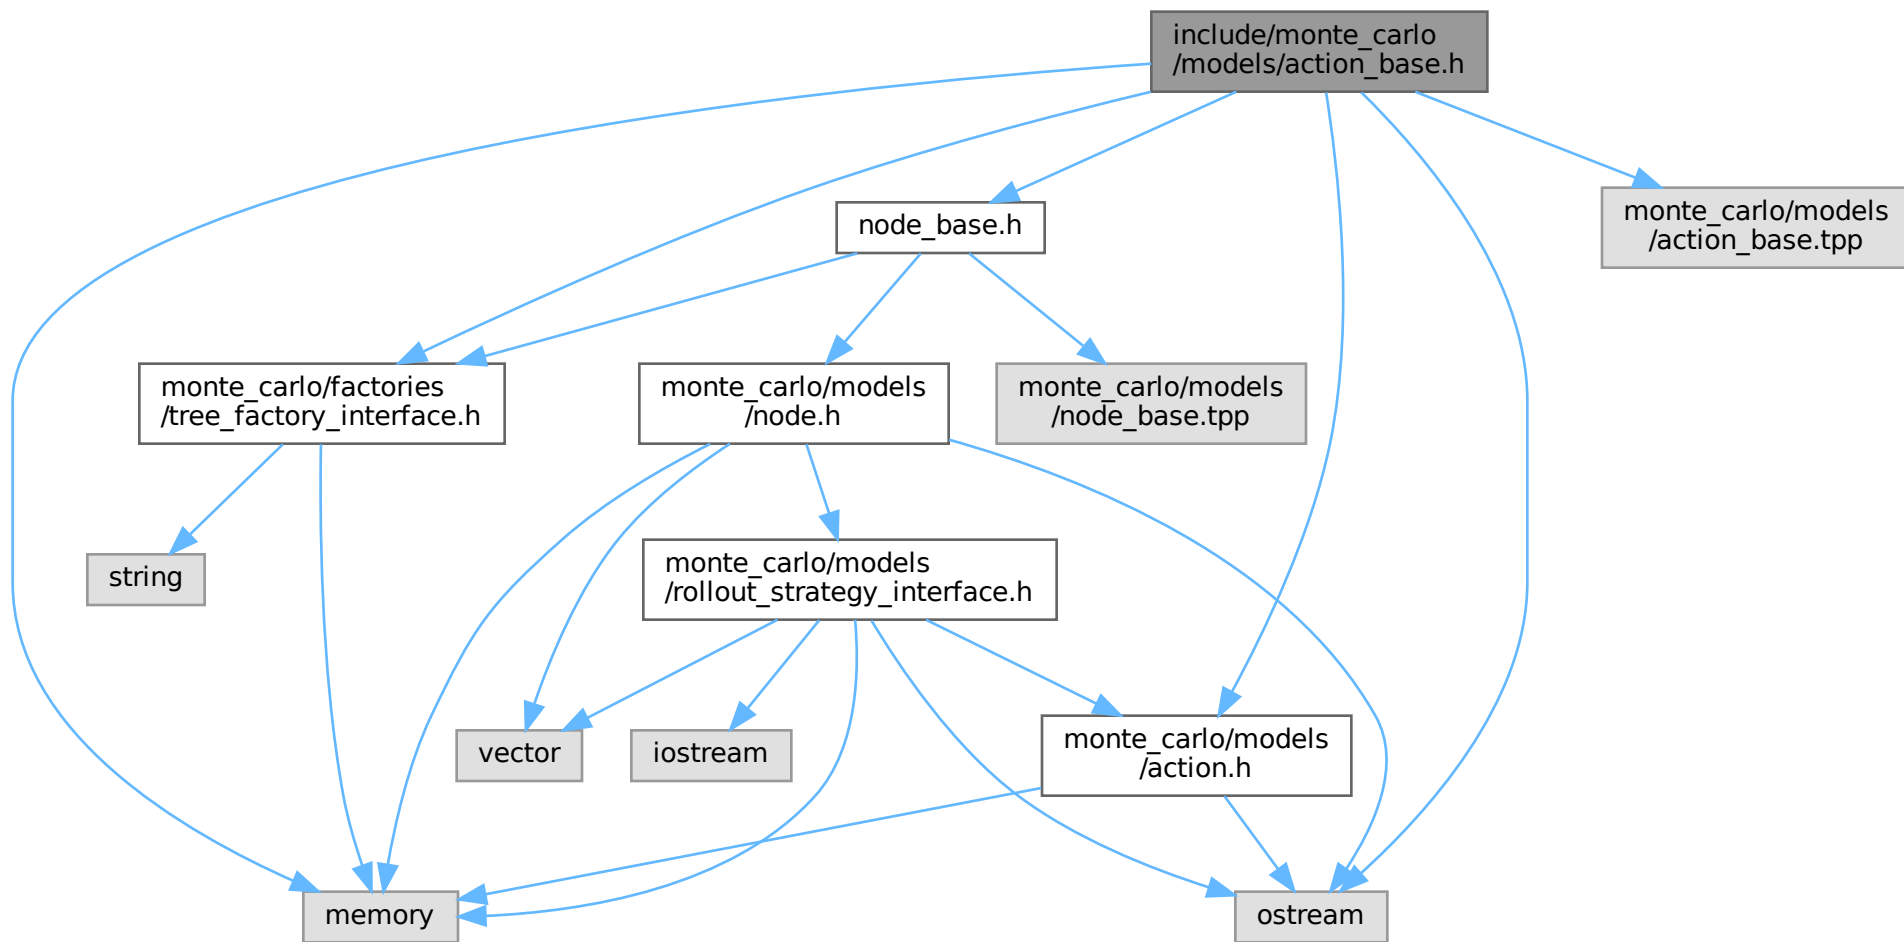 include/monte_carlo
/models/action_base.h
node_base.h
monte_carlo/models
/action_base.tpp
monte_carlo/factories
/tree_factory_interface.h
monte_carlo/models
/node.h
monte_carlo/models
/node_base.tpp
string
monte_carlo/models
/rollout_strategy_interface.h
vector
iostream
monte_carlo/models
/action.h
memory
ostream